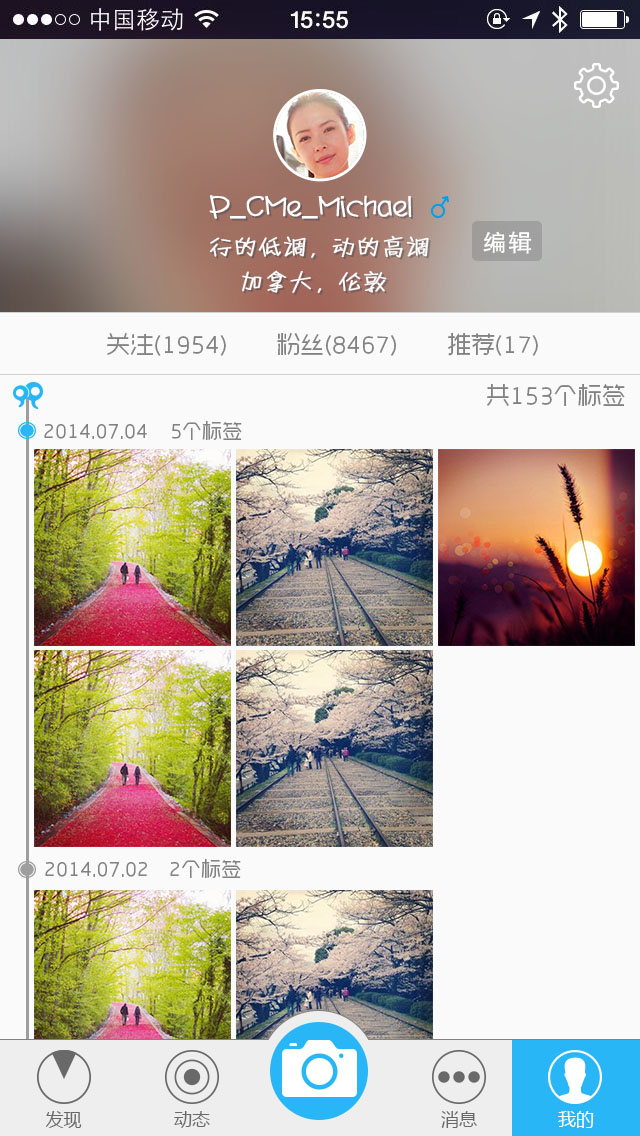 中国移动 15:55
P_CMe_Michael
行的低调，动的高调
编辑
加拿大，伦敦
关注(1954) 粉丝(8467) 推荐(17)
共153个标签
2014.07.04 5个标签
2014.07.02 2个标签
发现 动态 消息 我的